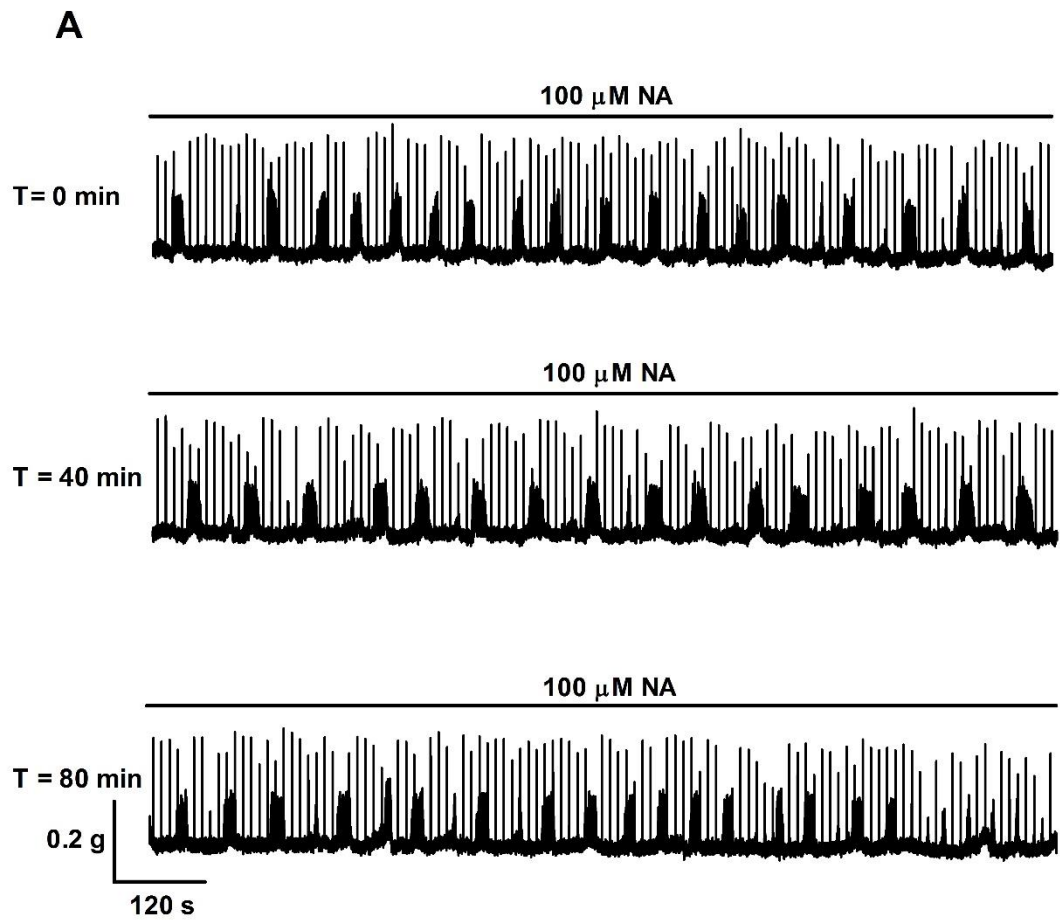 A
100 μM NA
T= 0 min
100 μM NA
T = 40 min
100 μM NA
T = 80 min
0.2 g
120 s